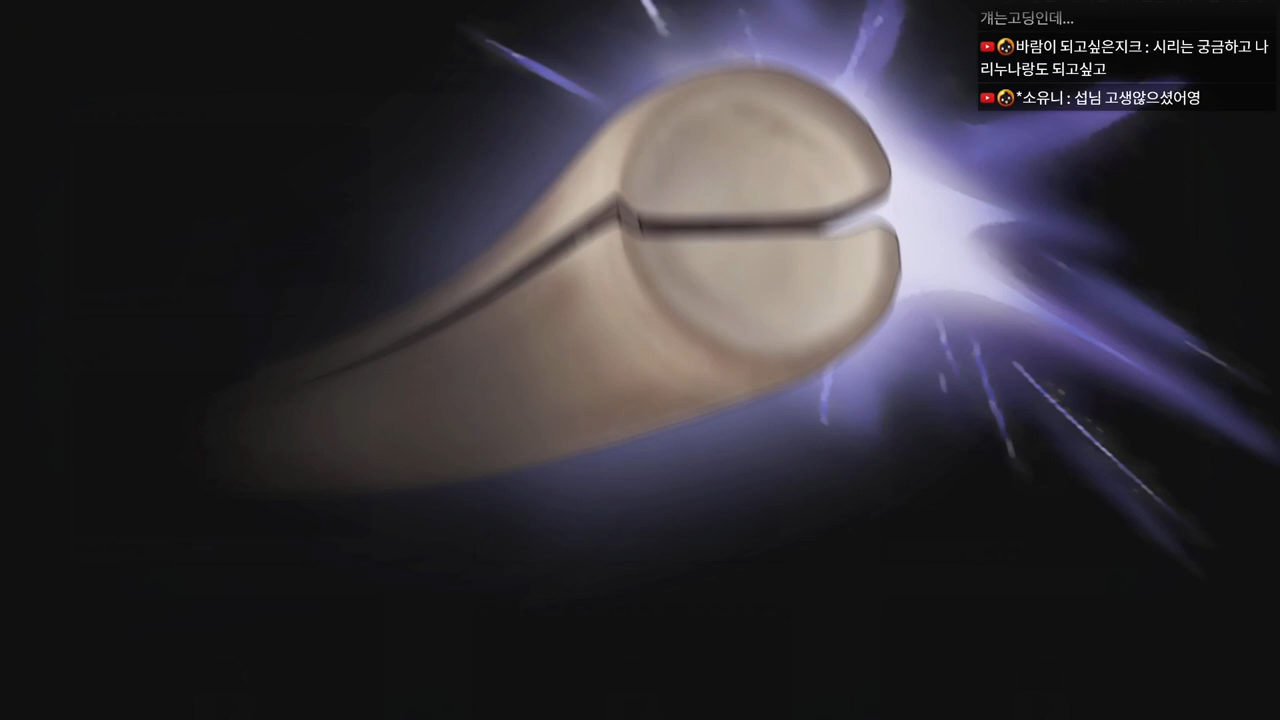 걔는고딩인데...
바람이 되고싶은지크 : 시리는 궁금하고 나
리누나랑도 되고싶고
*소유니 : 섭님 고생않으셨어영